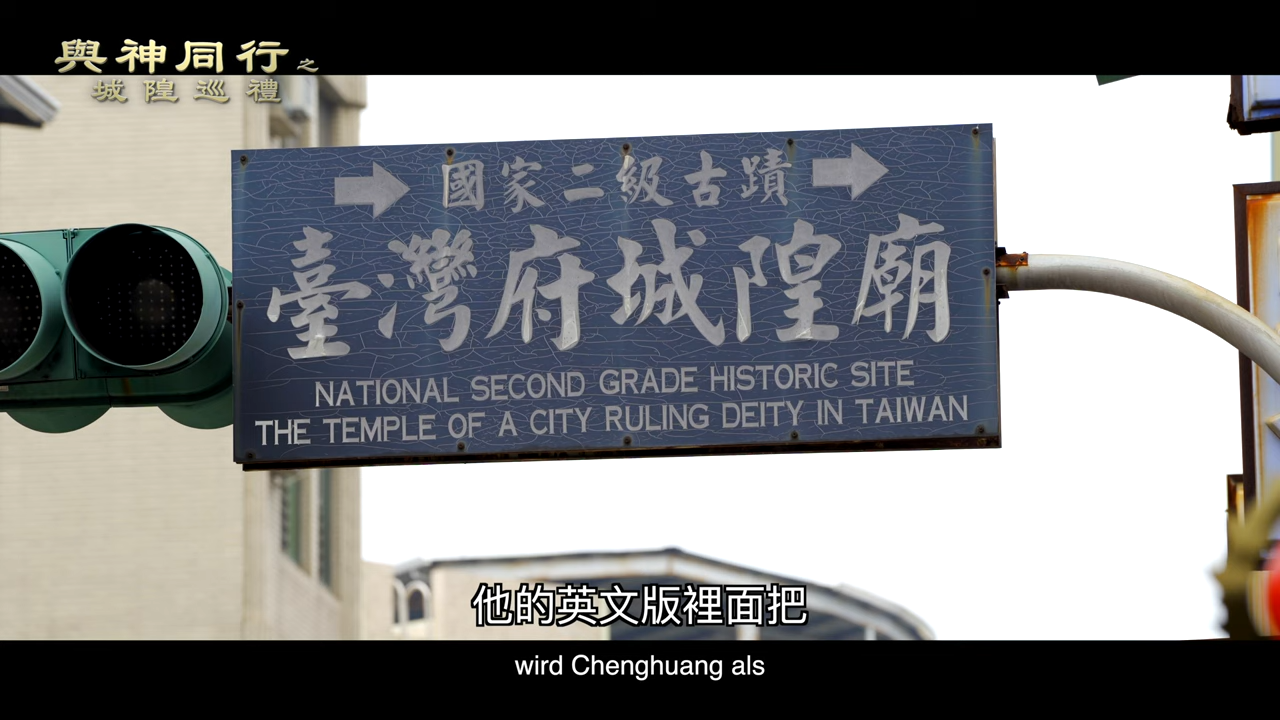 與神同行之
城隍巡禮
國家二級古蹟
臺灣府城隍廟
NATIONAL SECOND GRADE HISTORIC SITE
THE TEMPLE OF A CITY RULING DEITY IN TAIWAN
他的英文版裡面把
wird Chenghuang als